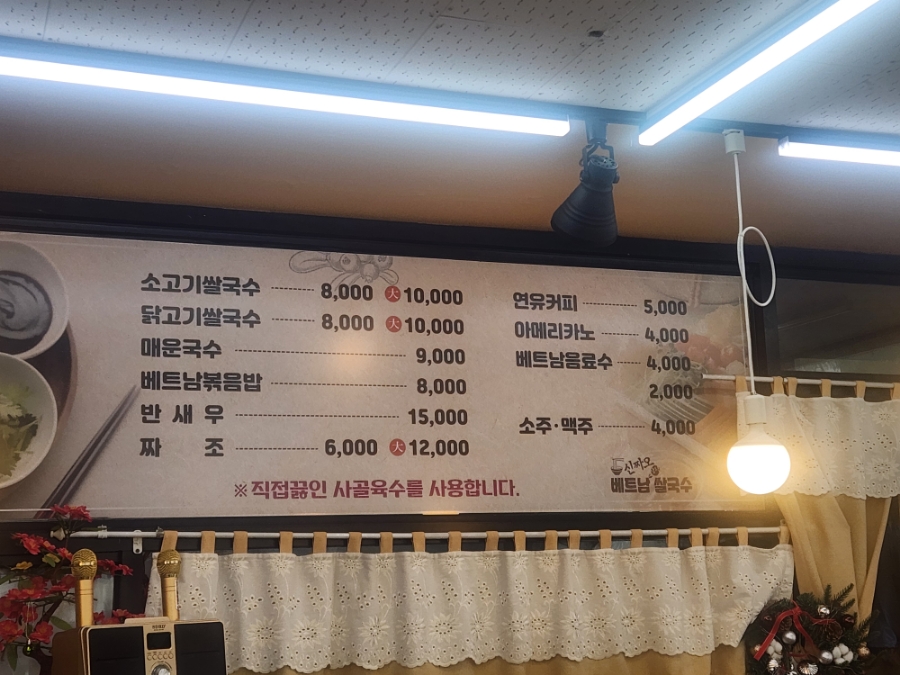 소고기쌀국수 8,000 大 10,000
닭고기쌀국수 8,000 大 10,000
매운국수 9,000
베트남볶음밥 8,000
반 새 우 15,000
짜 조 6,000 大 12,000
※ 직접끓인 사골육수를 사용합니다.
연유커피 5,000
아메리카노 4,000
베트남음료수 4,000
2,000
소주·맥주 4,000
신짜오
베트남 쌀국수